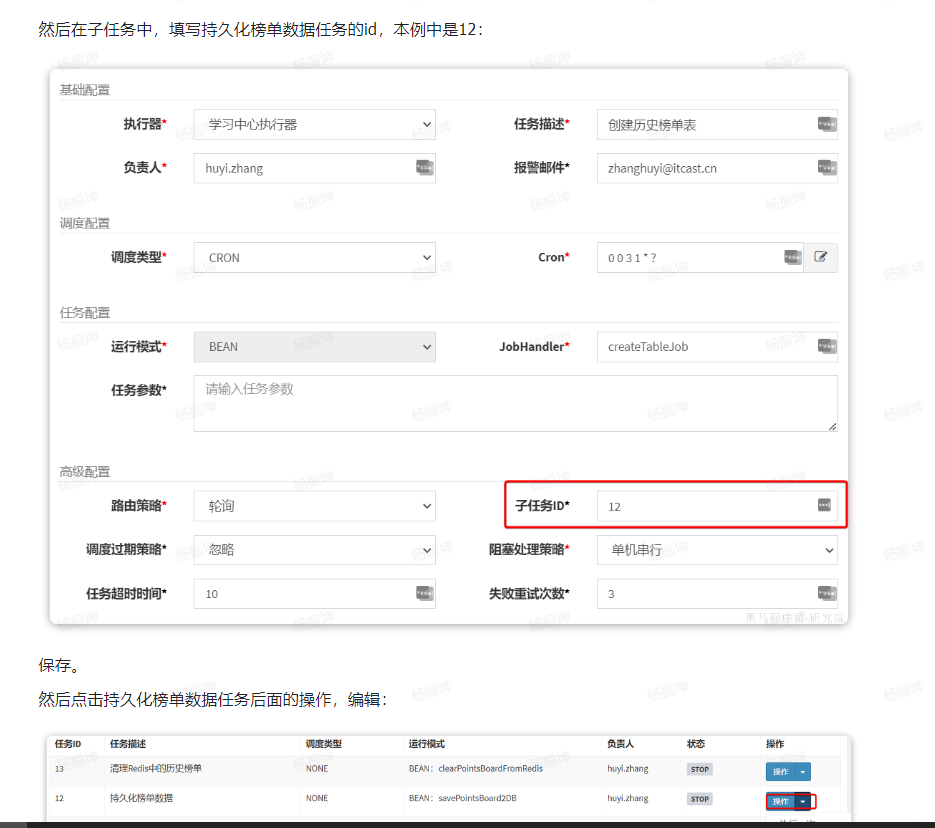 然后在子任务中，填写持久化榜单数据任务的id，本例中是12：
基础配置
执行器* 学习中心执行器 任务描述* 创建历史榜单表
负责人* huyi.zhang 报警邮件* zhanghuyi@itcast.cn
调度配置
调度类型* CRON Cron* 0 0 3 1 * ?
任务配置
运行模式* BEAN JobHandler* createTableJob
任务参数* 请输入任务参数
高级配置
路由策略* 轮询 子任务ID* 12
调度过期策略* 忽略 阻塞处理策略* 单机串行
任务超时时间* 10 失败重试次数* 3
黑马程序员-研究院
保存。
然后点击持久化榜单数据任务后面的操作，编辑：
任务ID 任务描述 调度类型 运行模式 负责人 状态 操作
13 清理Redis中的历史榜单 NONE BEAN：clearPointsBoardFromRedis huyi.zhang STOP 操作
12 持久化榜单数据 NONE BEAN：savePointsBoard2DB huyi.zhang STOP 操作
杨振坤